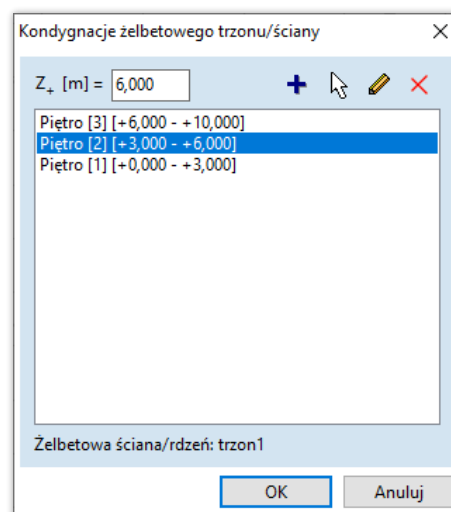 Kondygnacje żelbetowego trzonu/ściany
Z+ [m] = 6,000
Piętro [3] [+6,000 - +10,000]
Piętro [2] [+3,000 - +6,000]
Piętro [1] [+0,000 - +3,000]
Żelbetowa ściana/rdzeń: trzon1
OK Anuluj